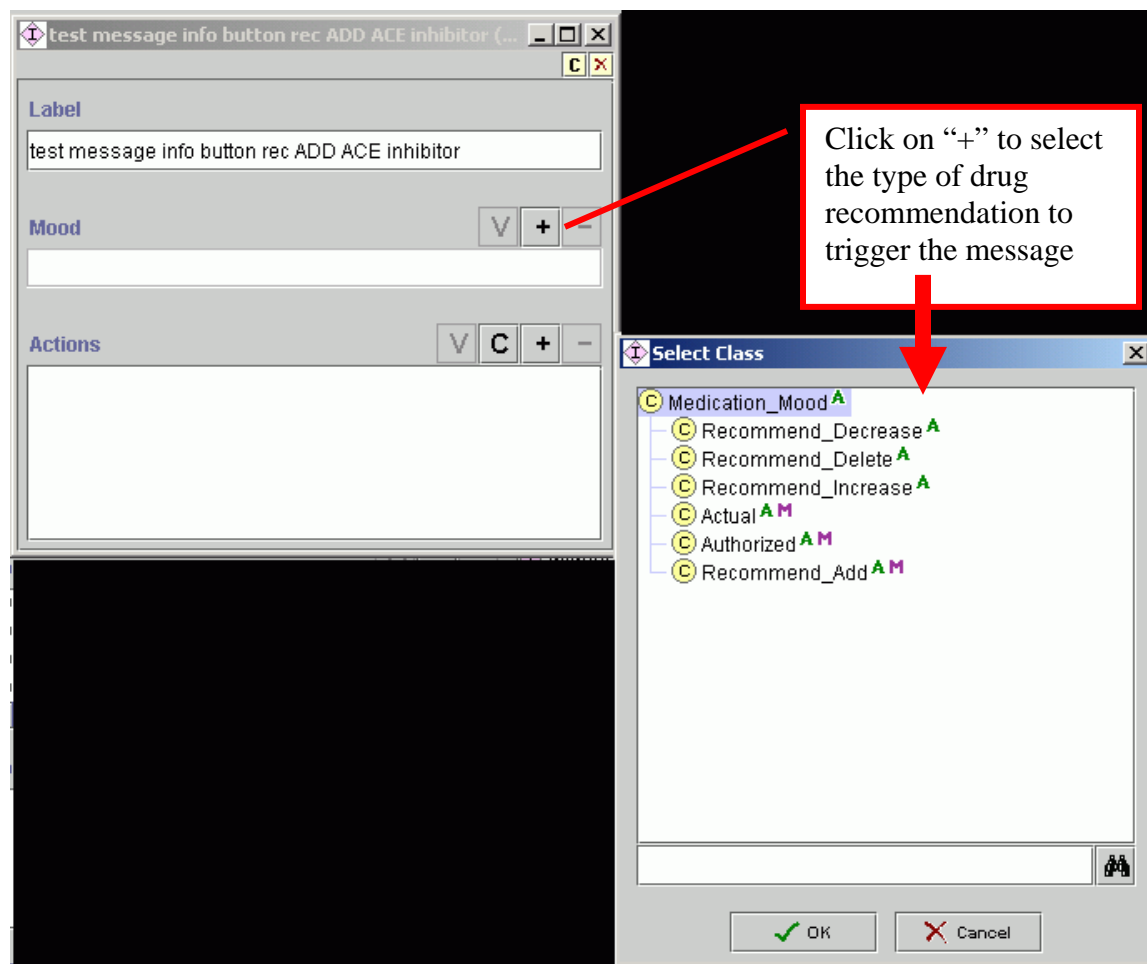 test message info button rec ADD ACE inhibitor (...
C
Label
test message info button rec ADD ACE inhibitor
Mood
V + −
Actions
V C + −
Click on “+” to select
the type of drug
recommendation to
trigger the message
Select Class
C Medication_Mood A
C Recommend_Decrease A
C Recommend_Delete A
C Recommend_Increase A
C Actual A M
C Authorized A M
C Recommend_Add A M
OK
Cancel